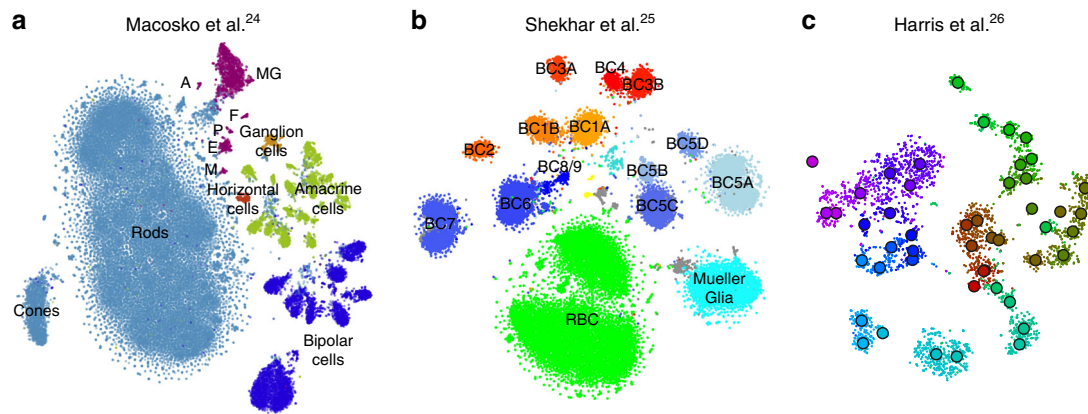 a
Macosko et al.24
A
MG
F
P
E
M
Ganglion
cells
Horizontal
cells
Amacrine
cells
Rods
Cones
Bipolar
cells
b
Shekhar et al.25
BC3A
BC4
BC3B
BC1B
BC1A
BC2
BC8/9
BC5D
BC5B
BC5A
BC6
BC5C
BC7
Mueller
Glia
RBC
c
Harris et al.26